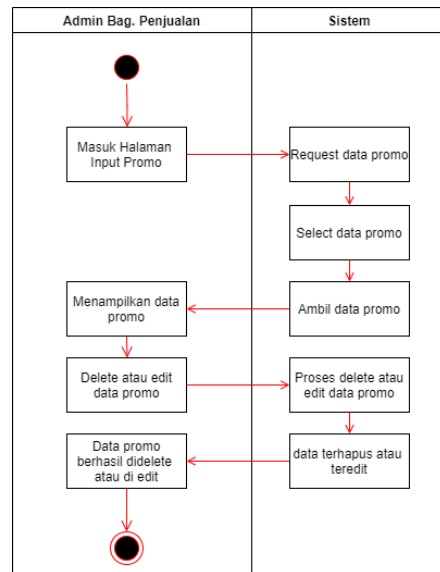 Admin Bag. Penjualan
Sistem
Masuk Halaman
Input Promo
Request data promo
Select data promo
Menampilkan data
promo
Ambil data promo
Delete atau edit
data promo
Proses delete atau
edit data promo
Data promo
berhasil didelete
atau di edit
data terhapus atau
teredit